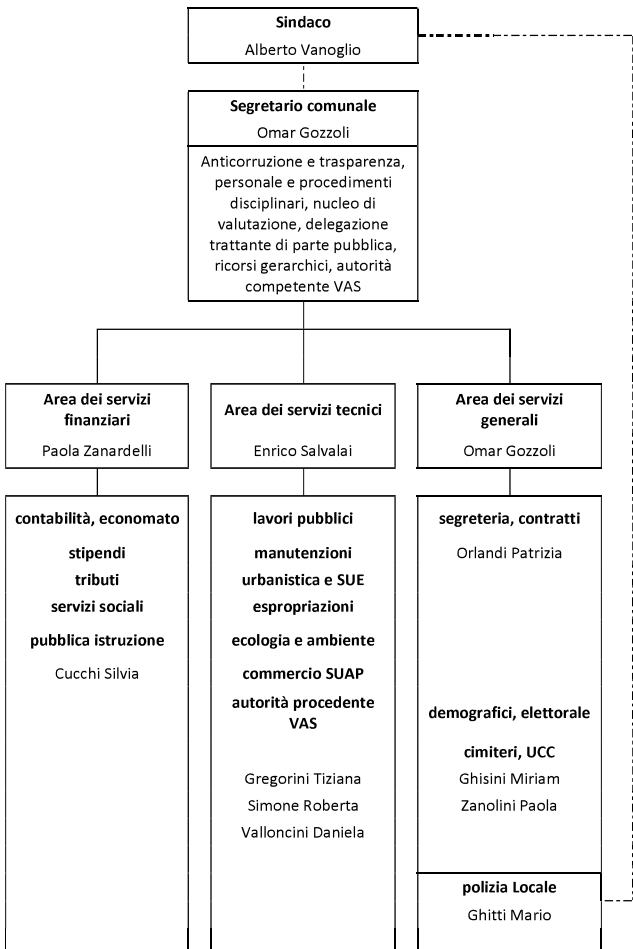 Sindaco
Alberto Vanoglio
Segretario comunale
Omar Gozzoli
Anticorruzione e trasparenza,
personale e procedimenti
disciplinari, nucleo di
valutazione, delegazione
trattante di parte pubblica,
ricorsi gerarchici, autorità
competente VAS
Area dei servizi
finanziari
Paola Zanardelli
Area dei servizi tecnici
Enrico Salvalai
Area dei servizi
generali
Omar Gozzoli
contabilità, economato
stipendi
tributi
servizi sociali
pubblica istruzione
Cucchi Silvia
lavori pubblici
manutenzioni
urbanistica e SUE
espropriazioni
ecologia e ambiente
commercio SUAP
autorità procedente
VAS
Gregorini Tiziana
Simone Roberta
Valloncini Daniela
segreteria, contratti
Orlandi Patrizia
demografici, elettorale
cimiteri, UCC
Ghisini Miriam
Zanolini Paola
polizia Locale
Ghitti Mario